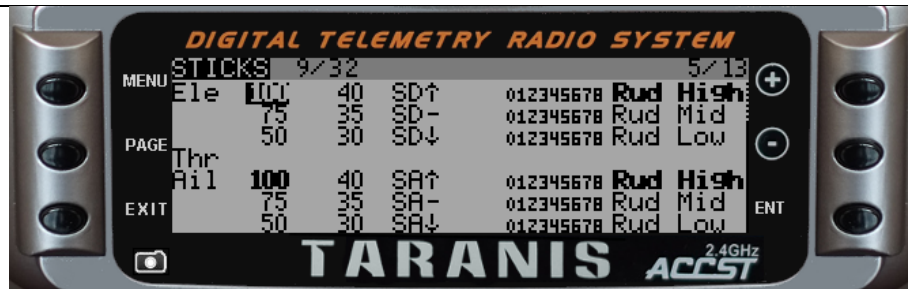 DIGITAL TELEMETRY RADIO SYSTEM
MENU
PAGE
EXIT
STICKS 9/32 5/13
Ele 100 40 SD↑ 012345678 Rud High
75 35 SD- 012345678 Rud Mid
50 30 SD↓ 012345678 Rud Low
Thr
Ail 100 40 SA↑ 012345678 Rud High
75 35 SA- 012345678 Rud Mid
50 30 SA↓ 012345678 Rud Low
+
-
ENT
TARANIS
2.4GHz
ACCST